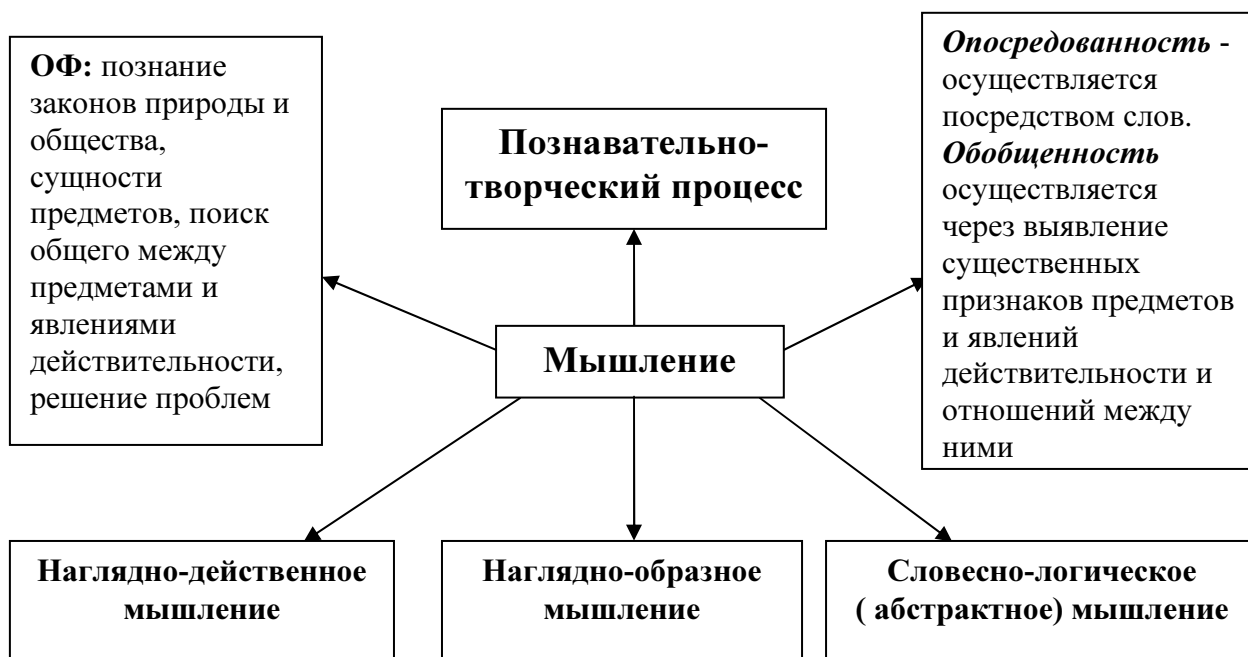 ОФ: познание
законов природы и
общества,
сущности
предметов, поиск
общего между
предметами и
явлениями
действительности,
решение проблем
Познавательно-
творческий процесс
Опосредованность -
осуществляется
посредством слов.
Обобщенность
осуществляется
через выявление
существенных
признаков предметов
и явлений
действительности и
отношений между
ними
Мышление
Наглядно-действенное
мышление
Наглядно-образное
мышление
Словесно-логическое
( абстрактное) мышление